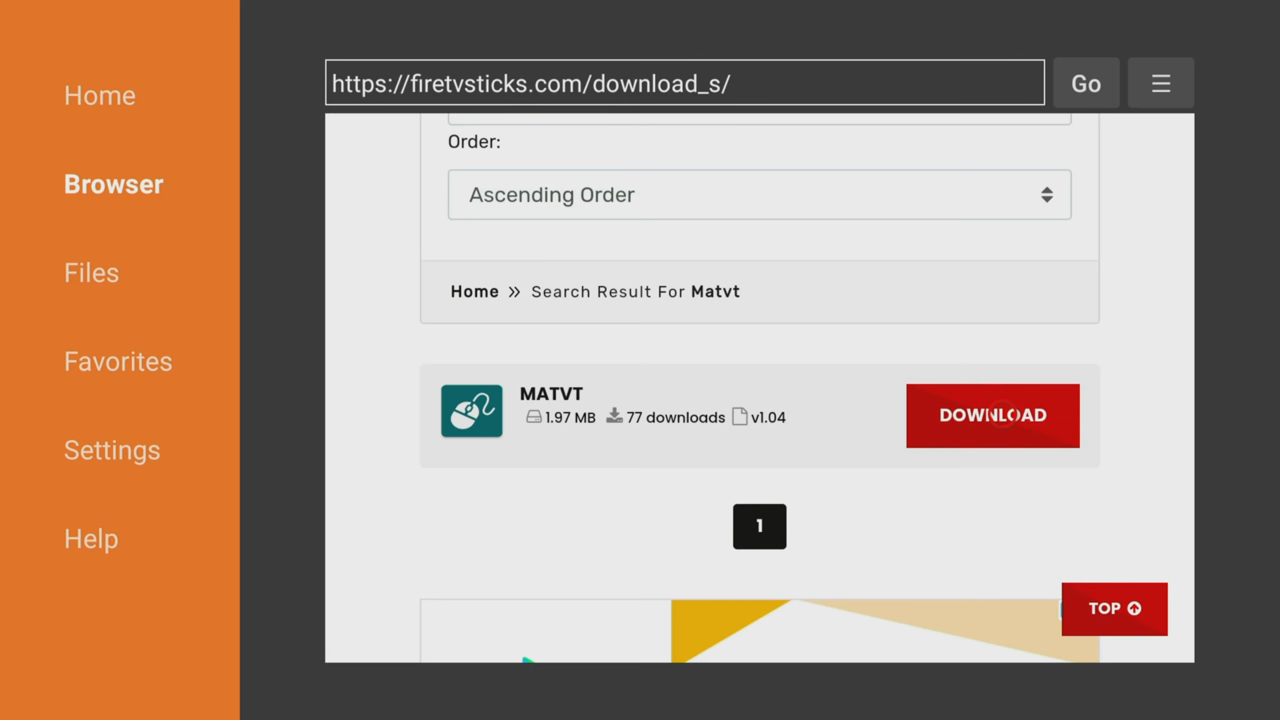 Home
Browser
Files
Favorites
Settings
Help
https://firetvsticks.com/download_s/
Go
Order:
Ascending Order
Home » Search Result For Matvt
MATVT
1.97 MB 77 downloads v1.04
DOWNLOAD
1
TOP